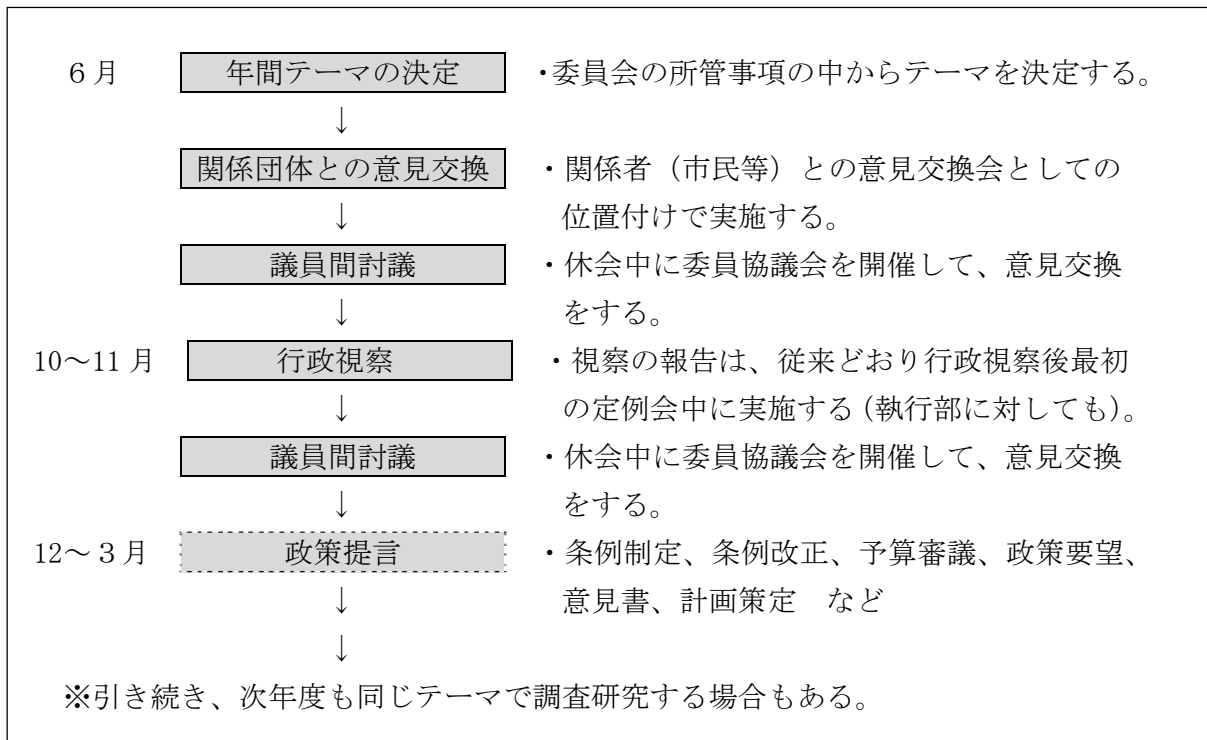 6月 年間テーマの決定 ・委員会の所管事項の中からテーマを決定する。
↓
関係団体との意見交換 ・関係者（市民等）との意見交換会としての
↓ 位置付けで実施する。
議員間討議 ・休会中に委員協議会を開催して、意見交換
↓ をする。
10～11月 行政視察 ・視察の報告は、従来どおり行政視察後最初
↓ の定例会中に実施する（執行部に対しても）。
議員間討議 ・休会中に委員協議会を開催して、意見交換
↓ をする。
12～3月 政策提言 ・条例制定、条例改正、予算審議、政策要望、
↓ 意見書、計画策定　など
↓
※引き続き、次年度も同じテーマで調査研究する場合もある。